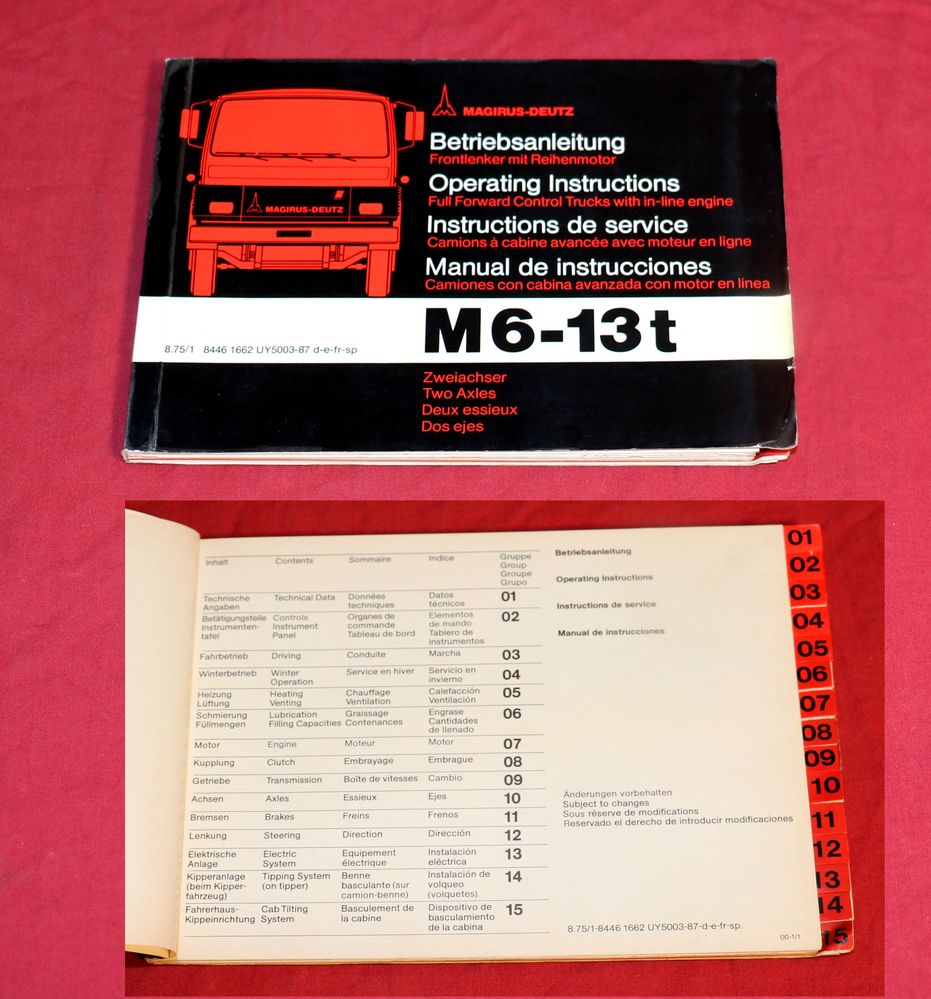 MAGIRUS-DEUTZ
Betriebsanleitung
Frontlenker mit Reihenmotor
Operating Instructions
Full Forward Control Trucks with in-line engine
Instructions de service
Camions à cabine avancée avec moteur en ligne
Manual de instrucciones
Camiones con cabina avanzada con motor en linea
MAGIRUS-DEUTZ
M 6-13 t
8.75/1 8446 1662 UY5003-87 d-e-fr-sp
Zweiachser
Two Axles
Deux essieux
Dos ejes
Inhalt Contents Sommaire Indice Gruppe
Group
Groupe
Grupo
Technische Technical Data Données Datos 01
Angaben techniques técnicos
Betätigungsteile Controls Organes de Elementos 02
Instrumenten- Instrument commande de mando
tafel Panel Tableau de bord Tablero de
instrumentos
Fahrbetrieb Driving Conduite Marcha 03
Winterbetrieb Winter Service en hiver Servicio en 04
Operation invierno
Heizung Heating Chauffage Calefacción 05
Lüftung Venting Ventilation Ventilación
Schmierung Lubrication Graissage Engrase 06
Füllmengen Filling Capacities Contenances Cantidades
de llenado
Motor Engine Moteur Motor 07
Kupplung Clutch Embrayage Embrague 08
Getriebe Transmission Boîte de vitesses Cambio 09
Achsen Axles Essieux Ejes 10
Bremsen Brakes Freins Frenos 11
Lenkung Steering Direction Dirección 12
Elektrische Electric Equipement Instalación 13
Anlage System électrique eléctrica
Kipperanlage Tipping System Benne Instalación de 14
(beim Kipper- (on tipper) basculante (sur volqueo
fahrzeug) camion-benne) (volquetes)
Fahrerhaus- Cab Tilting Basculement de Dispositivo de 15
Kippeinrichtung System la cabine basculamiento
de la cabina
Betriebsanleitung
Operating Instructions
Instructions de service
Manual de instrucciones
Änderungen vorbehalten
Subject to changes
Sous réserve de modifications
Reservado el derecho de introducir modificaciones
8.75/1-8446 1662 UY5003-87-d-e-fr-sp.
00-1/1
01
02
03
04
05
06
07
08
09
10
11
12
13
14
15